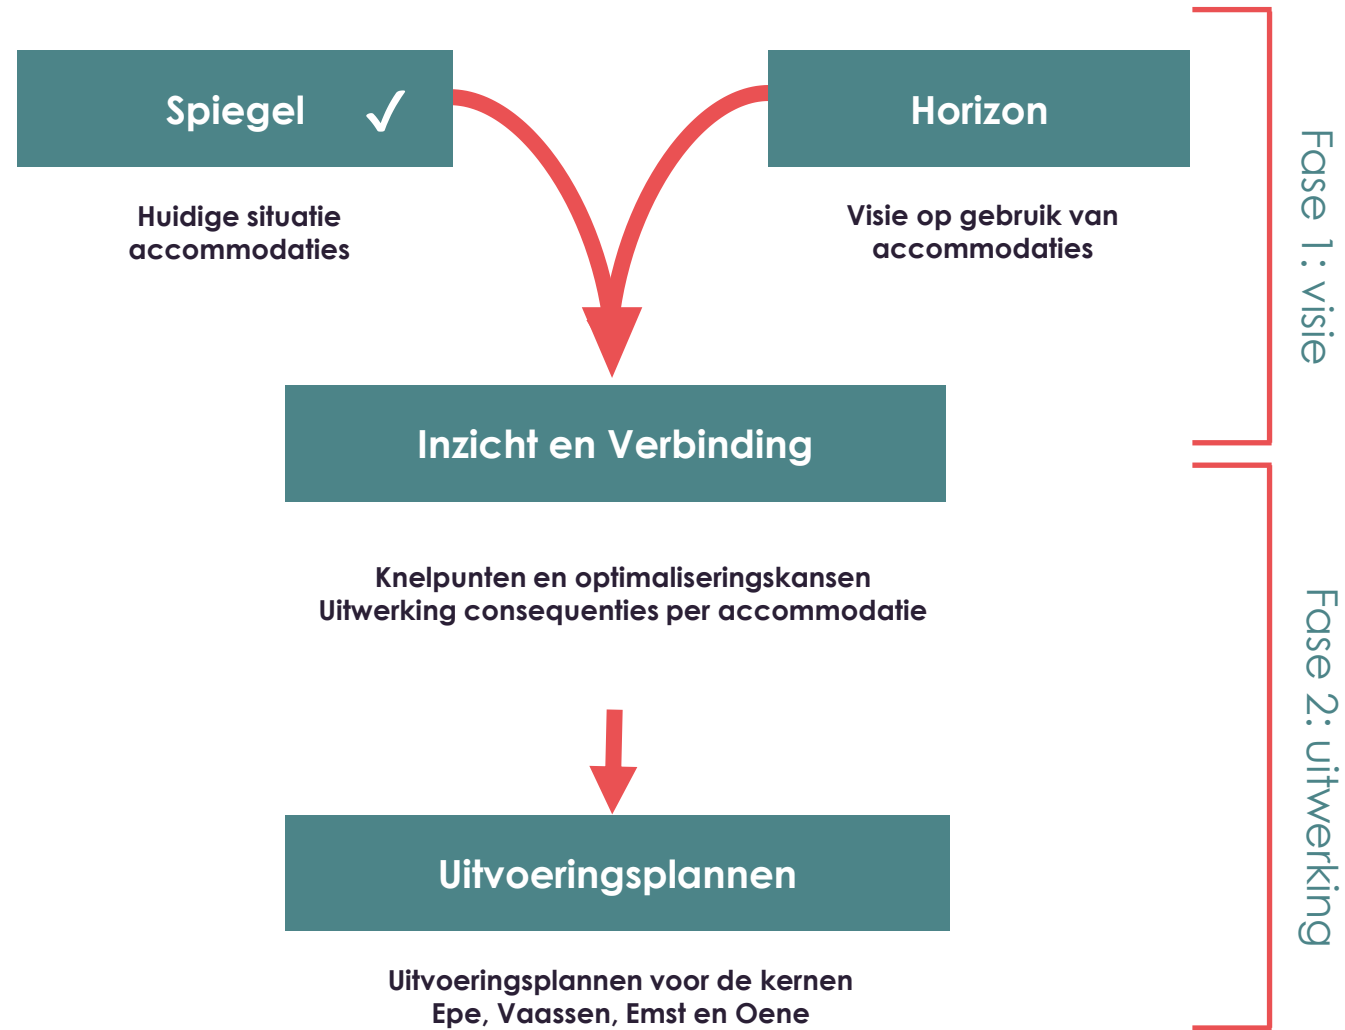 Spiegel ✓
Huidige situatie
accommodaties
Horizon
Visie op gebruik van
accommodaties
Fase 1: visie
Inzicht en Verbinding
Knelpunten en optimaliseringskansen
Uitwerking consequenties per accommodatie
Fase 2: uitwerking
Uitvoeringsplannen
Uitvoeringsplannen voor de kernen
Epe, Vaassen, Emst en Oene